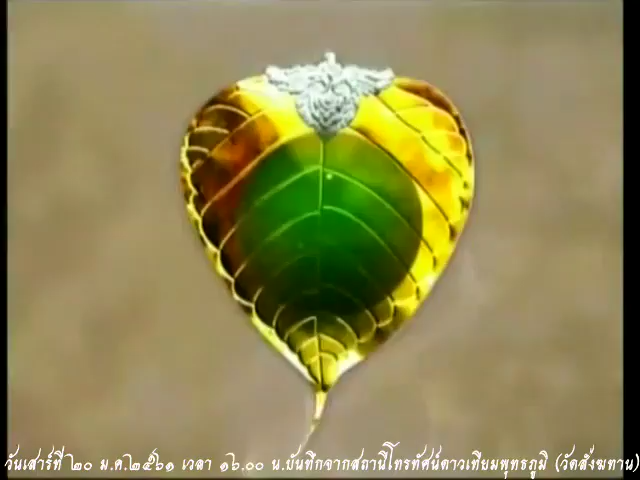 วันเสาร์ที่ ๒๐ ม.ค.๒๕๖๑ เวลา ๑๖.๐๐ น.บันทึกจากสถานีโทรทัศน์ดาวเทียมพุทธภูมิ (วัดสังฆทาน)